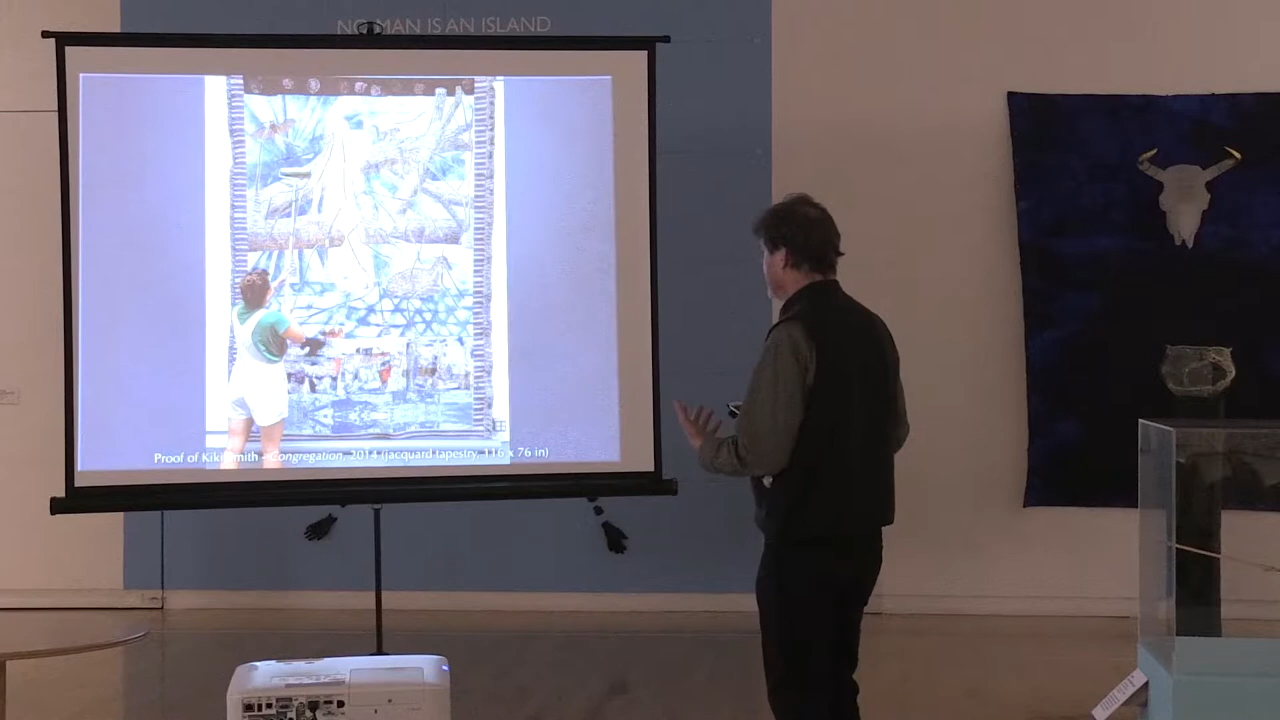 NO MAN IS AN ISLAND
Proof of Kiki Smith - Congregation, 2014 (jacquard tapestry, 116 x 76 in)